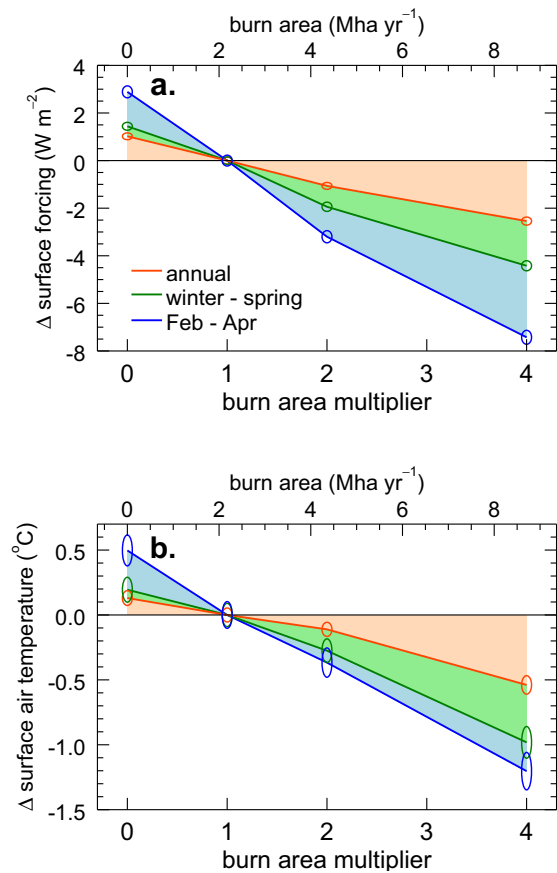 burn area (Mha yr⁻¹)
0 2 4 6 8
a.
Δ surface forcing (W m⁻²)
4
2
0
-2
-4
-6
-8
annual
winter - spring
Feb - Apr
0 1 2 3 4
burn area multiplier
burn area (Mha yr⁻¹)
0 2 4 6 8
b.
Δ surface air temperature (°C)
0.5
0.0
-0.5
-1.0
-1.5
0 1 2 3 4
burn area multiplier